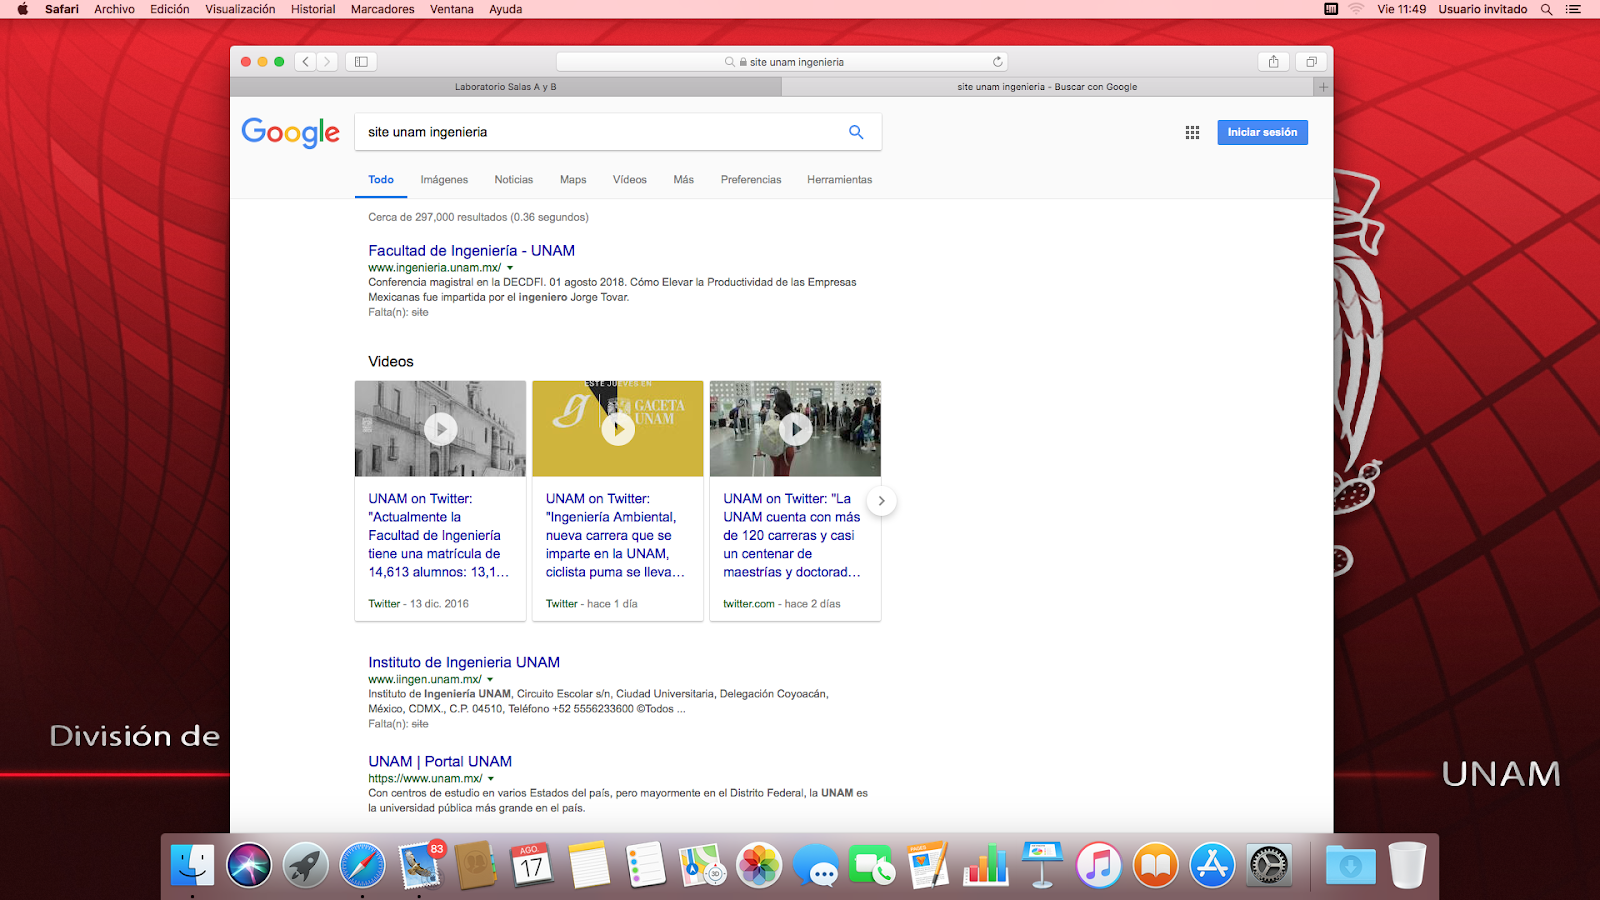 Safari Archivo Edición Visualización Historial Marcadores Ventana Ayuda Vie 11:49 Usuario invitado
site unam ingenieria
Laboratorio Salas A y B site unam ingenieria - Buscar con Google
Google site unam ingenieria Iniciar sesión
Todo Imágenes Noticias Maps Vídeos Más Preferencias Herramientas
Cerca de 297,000 resultados (0.36 segundos)
Facultad de Ingeniería - UNAM
www.ingenieria.unam.mx/
Conferencia magistral en la DECDFI. 01 agosto 2018. Cómo Elevar la Productividad de las Empresas
Mexicanas fue impartida por el ingeniero Jorge Tovar.
Falta(n): site
Videos
ESTE JUEVES EN
g GACETA
UNAM
UNAM on Twitter:
"Actualmente la
Facultad de Ingeniería
tiene una matrícula de
14,613 alumnos: 13,1...
Twitter - 13 dic. 2016
UNAM on Twitter:
"Ingeniería Ambiental,
nueva carrera que se
imparte en la UNAM,
ciclista puma se lleva...
Twitter - hace 1 día
UNAM on Twitter: "La
UNAM cuenta con más
de 120 carreras y casi
un centenar de
maestrías y doctorad...
twitter.com - hace 2 días
Instituto de Ingenieria UNAM
www.iingen.unam.mx/
Instituto de Ingeniería UNAM, Circuito Escolar s/n, Ciudad Universitaria, Delegación Coyoacán,
México, CDMX., C.P. 04510, Teléfono +52 5556233600 ©Todos ...
Falta(n): site
UNAM | Portal UNAM
https://www.unam.mx/
Con centros de estudio en varios Estados del país, pero mayormente en el Distrito Federal, la UNAM es
la universidad pública más grande en el país.
División de
UNAM
83
AGO.
17
3D
PAGES